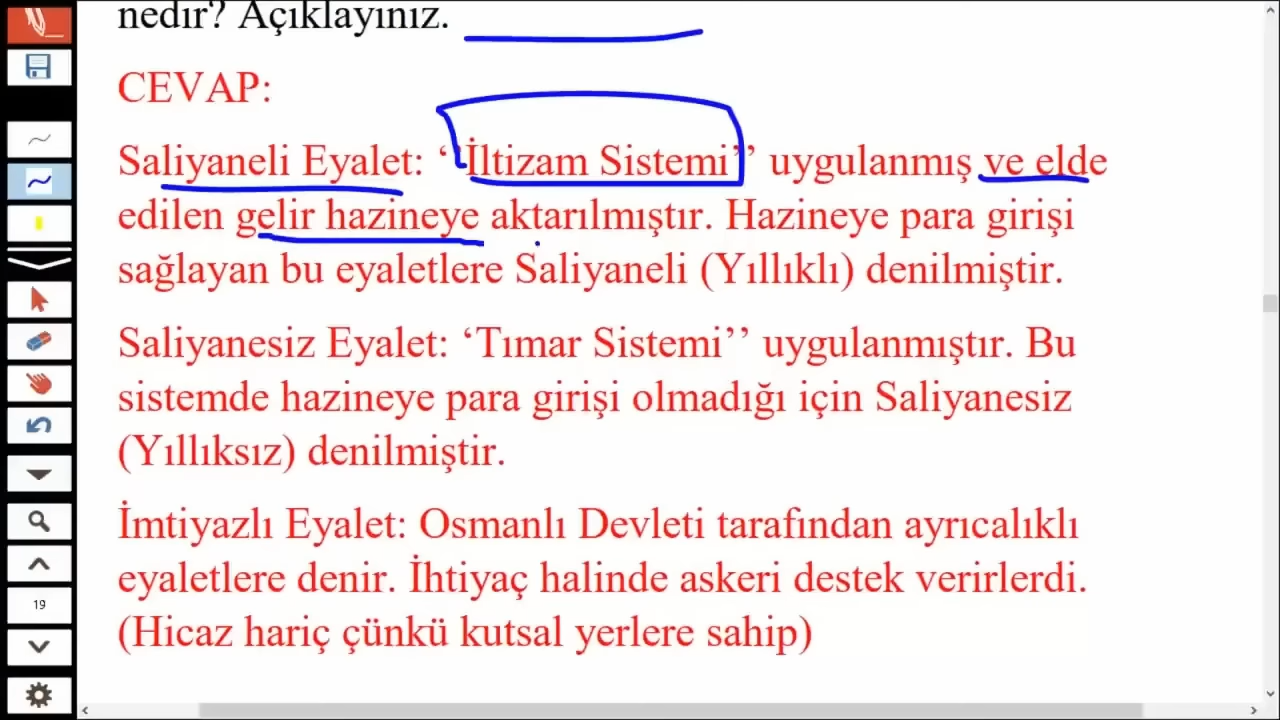 nedir? Açıklayınız.
CEVAP:
Saliyaneli Eyalet: ‘‘İltizam Sistemi’’ uygulanmış ve elde
edilen gelir hazineye aktarılmıştır. Hazineye para girişi
sağlayan bu eyaletlere Saliyaneli (Yıllıklı) denilmiştir.
Saliyanesiz Eyalet: ‘Tımar Sistemi’’ uygulanmıştır. Bu
sistemde hazineye para girişi olmadığı için Saliyanesiz
(Yıllıksız) denilmiştir.
İmtiyazlı Eyalet: Osmanlı Devleti tarafından ayrıcalıklı
eyaletlere denir. İhtiyaç halinde askeri destek verirlerdi.
(Hicaz hariç çünkü kutsal yerlere sahip)
19